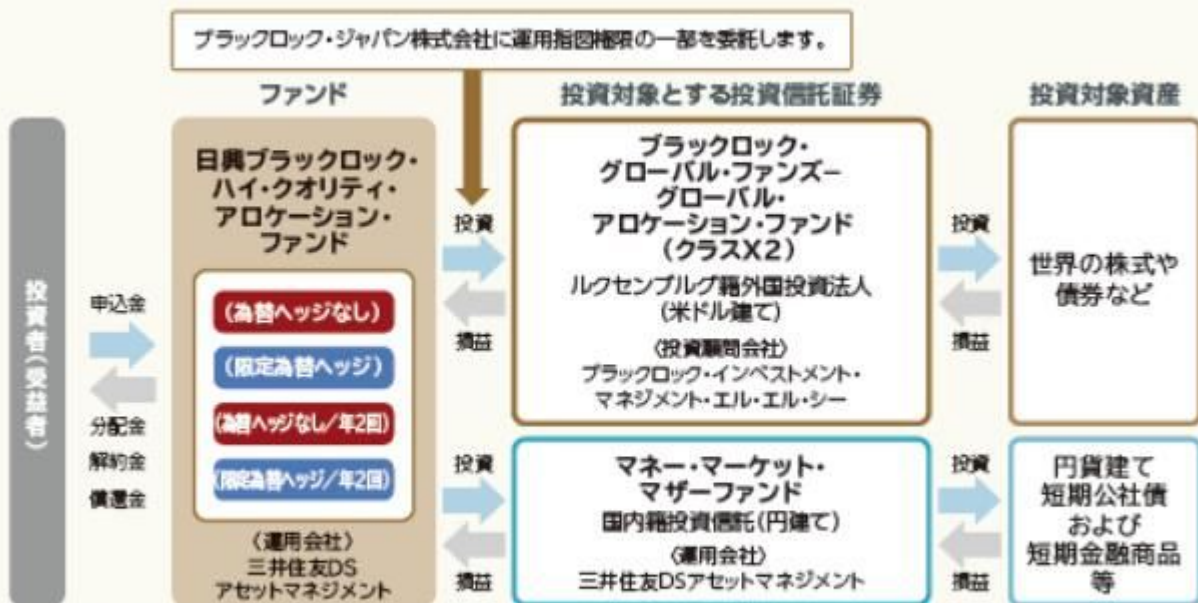 ブラックロック・ジャパン株式会社に運用指図権限の一部を委託します。
ファンド
投資対象とする投資信託証券
投資対象資産
投資者（受益者）
申込金
分配金
解約金
償還金
日興ブラックロック・
ハイ・クオリティ・
アロケーション・
ファンド
（為替ヘッジなし）
（限定為替ヘッジ）
（為替ヘッジなし／年2回）
（限定為替ヘッジ／年2回）
〈運用会社〉
三井住友DS
アセットマネジメント
投資
損益
投資
損益
ブラックロック・
グローバル・ファンズ－
グローバル・
アロケーション・ファンド
（クラスX2）
ルクセンブルグ籍外国投資法人
（米ドル建て）
〈投資顧問会社〉
ブラックロック・インベストメント・
マネジメント・エル・エル・シー
マネー・マーケット・
マザーファンド
国内籍投資信託（円建て）
〈運用会社〉
三井住友DSアセットマネジメント
投資
損益
投資
損益
世界の株式や
債券など
円貨建て
短期公社債
および
短期金融商品
等